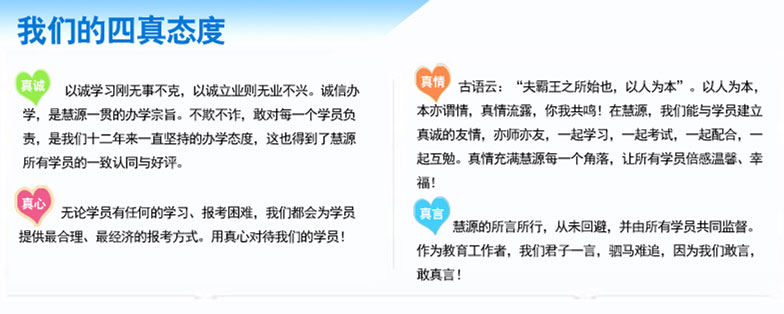 我们的四真态度
真诚
以诚学习刚无事不克，以诚立业则无业不兴。诚信办
学，是慧源一贯的办学宗旨。不欺不诈，敢对每一个学员负
责，是我们十二年来一直坚持的办学态度，这也得到了慧源
所有学员的一致认同与好评。
真心
无论学员有任何的学习、报考困难，我们都会为学员
提供最合理、最经济的报考方式。用真心对待我们的学员！
真情
古语云：“夫霸王之所始也，以人为本”。以人为本，
本亦谓情，真情流露，你我共鸣！在慧源，我们能与学员建立
真诚的友情，亦师亦友，一起学习，一起考试，一起配合，一
起互勉。真情充满慧源每一个角落，让所有学员倍感温馨、幸
福！
真言
慧源的所言所行，从未回避，并由所有学员共同监督。
作为教育工作者，我们君子一言，驷马难追，因为我们敢言，
敢真言！